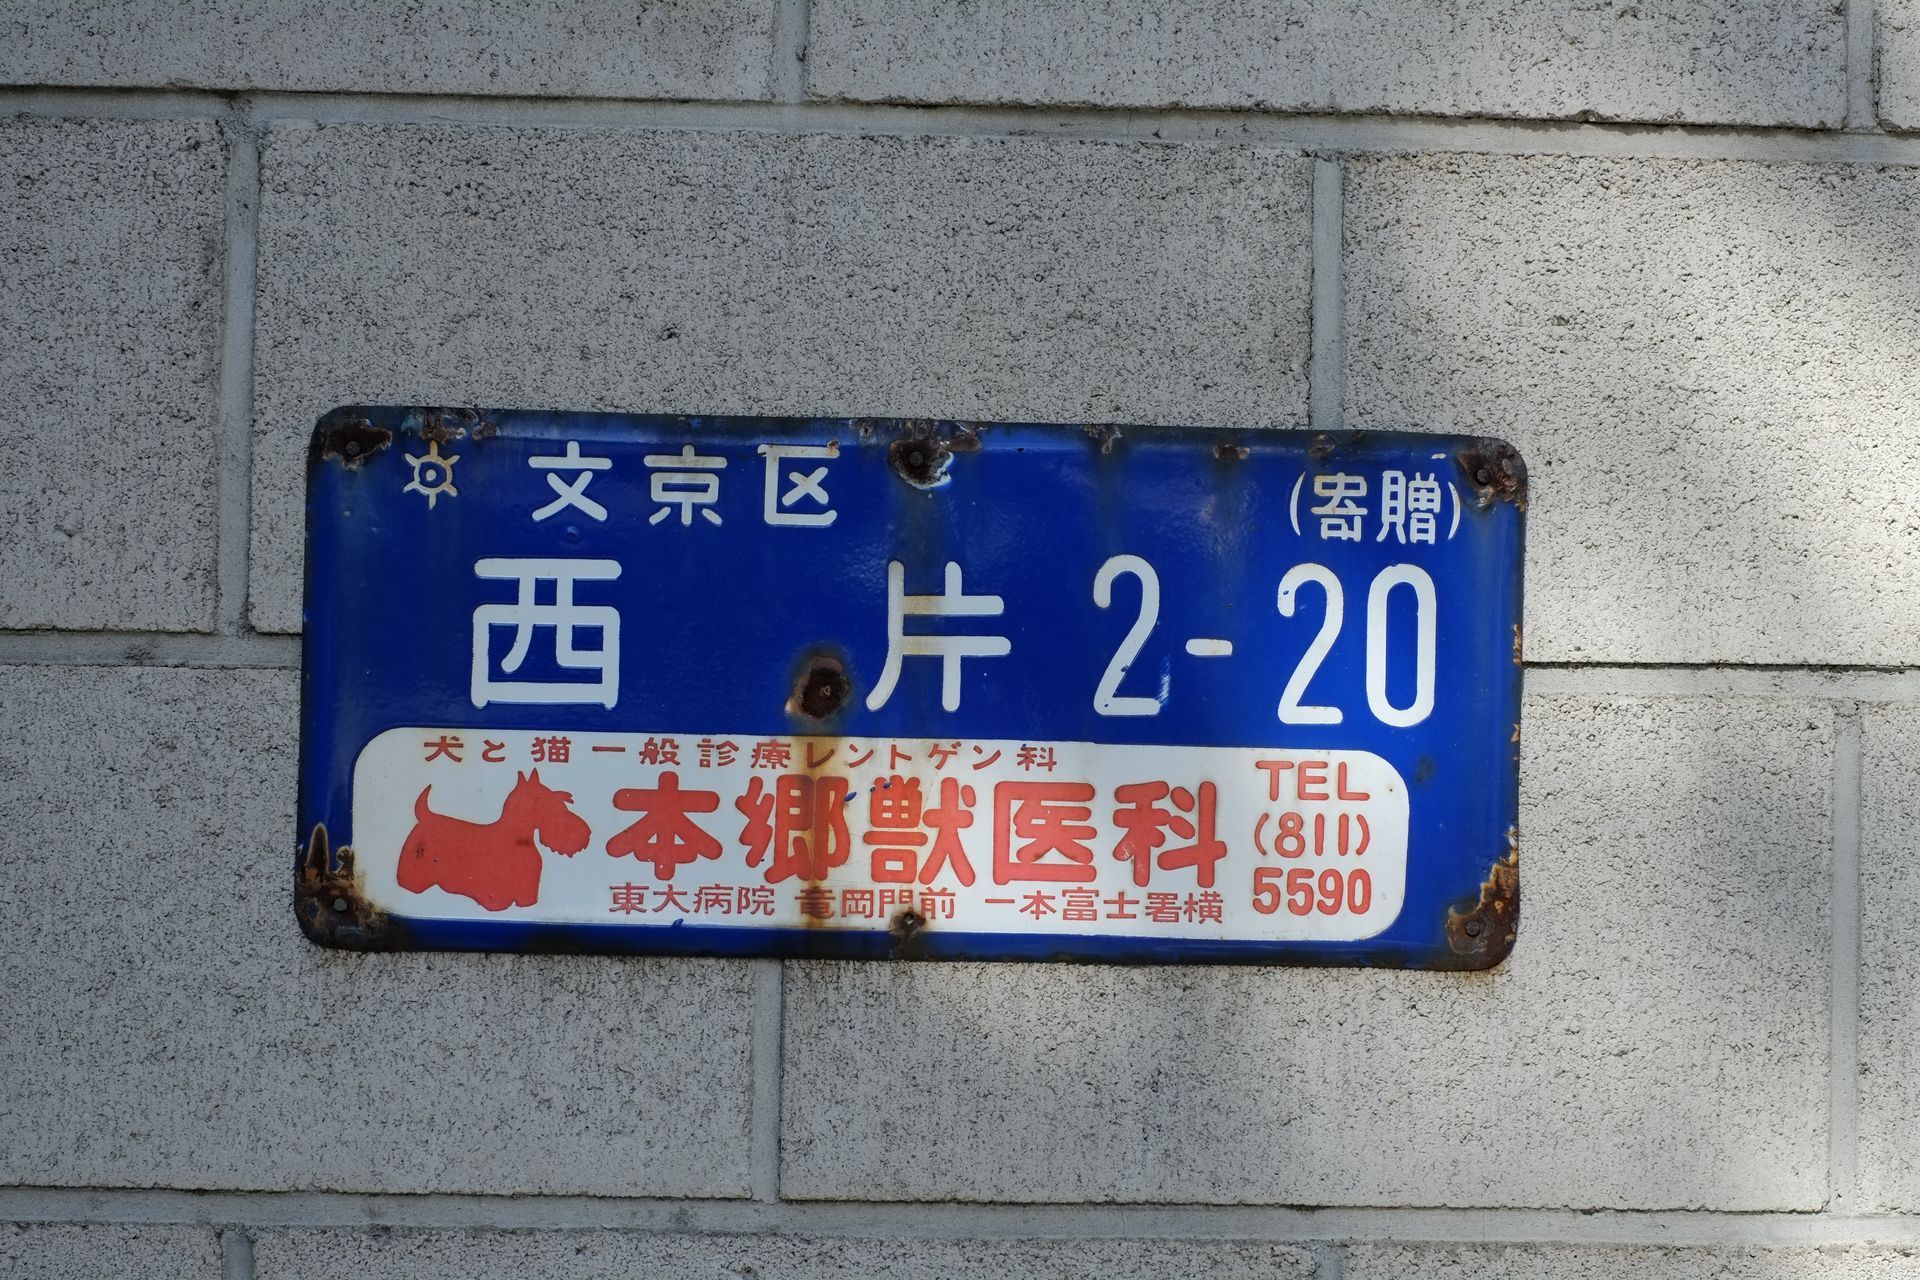 文京区
(寄贈)
西片2-20
犬と猫一般診療レントゲン科
本郷獣医科
東大病院 竜岡門前 一本富士署横
TEL
(811)
5590